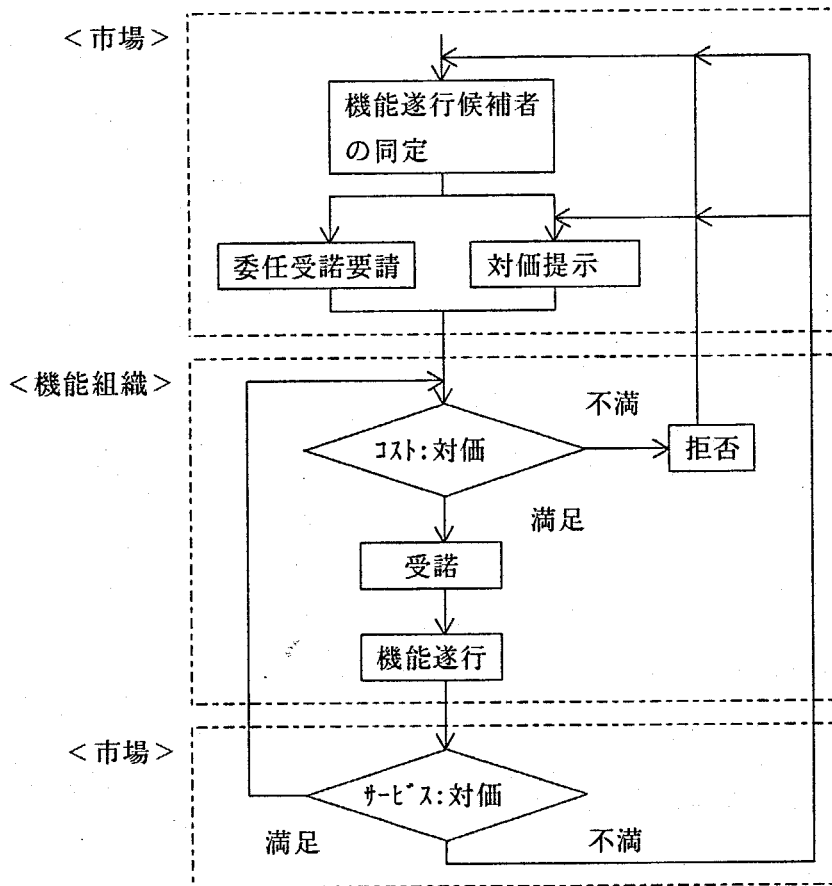 ＜市場＞
機能遂行候補者
の同定
委任受諾要請
対価提示
＜機能組織＞
不満
ｺｽﾄ:対価
拒否
満足
受諾
機能遂行
＜市場＞
ｻｰﾋﾞｽ:対価
満足
不満